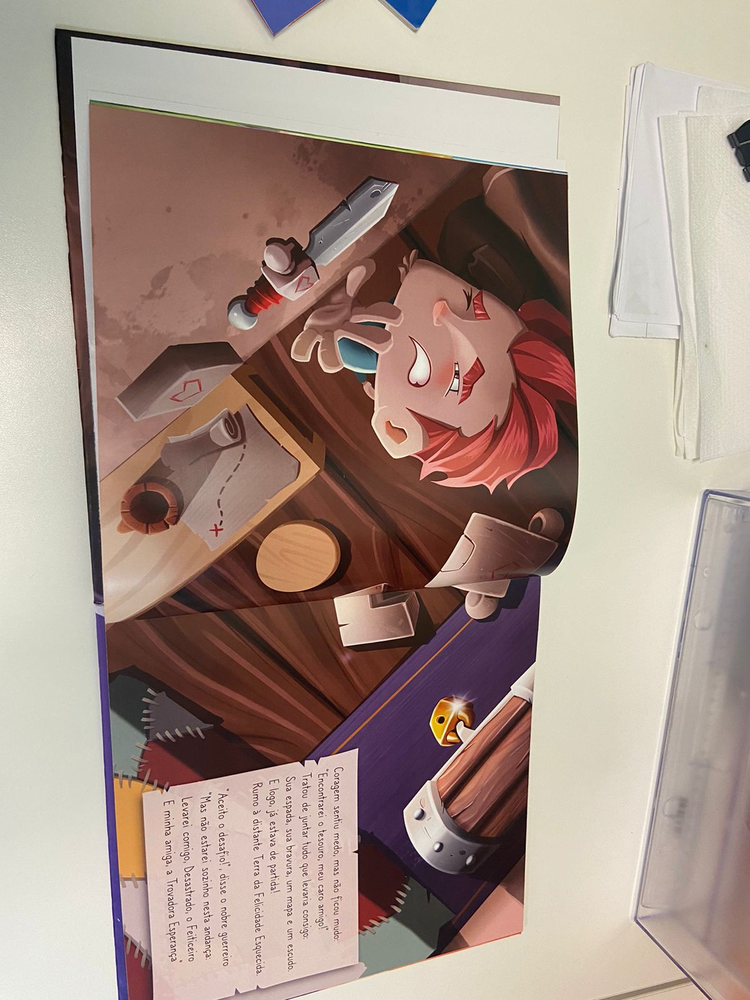 Coragem sentiu medo, mas não ficou mudo:
"Encontrarei o tesouro, meu caro amigo!"
Tratou de juntar tudo que levaria consigo:
Sua espada, sua bravura, um mapa e um escudo.
E logo, já estava de partida!
Rumo à distante Terra da Felicidade Esquecida.
"Aceito o desafio!", disse o nobre guerreiro
"Mas não estarei sozinho nesta andança:
Levarei comigo, Desastrado, o Feiticeiro
E minha amiga, a Trovadora Esperança"